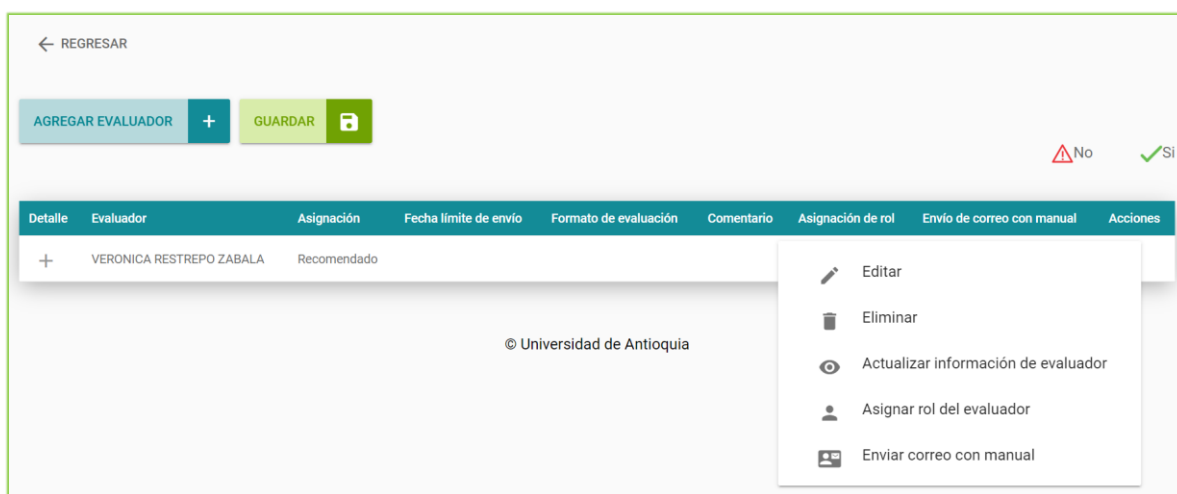 REGRESAR
AGREGAR EVALUADOR + GUARDAR
No Si
Detalle Evaluador Asignación Fecha límite de envío Formato de evaluación Comentario Asignación de rol Envío de correo con manual Acciones
+ VERONICA RESTREPO ZABALA Recomendado
Editar
Eliminar
© Universidad de Antioquia
Actualizar información de evaluador
Asignar rol del evaluador
Enviar correo con manual